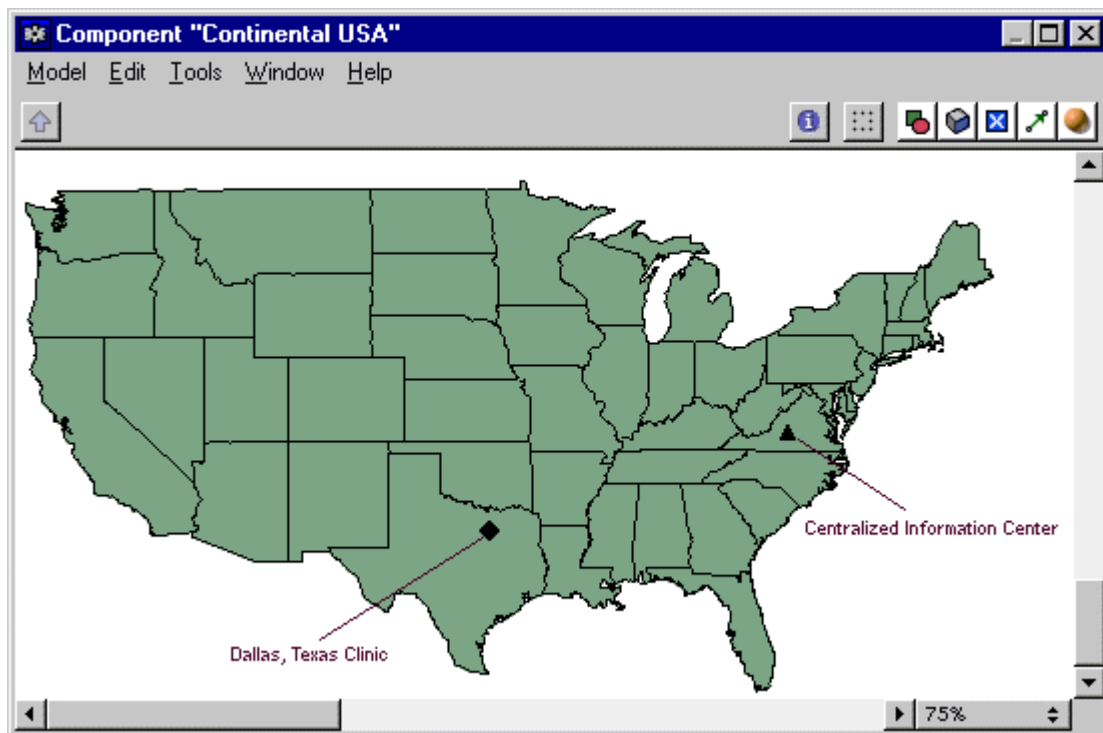 Component "Continental USA"
Model Edit Tools Window Help
Centralized Information Center
Dallas, Texas Clinic
75%